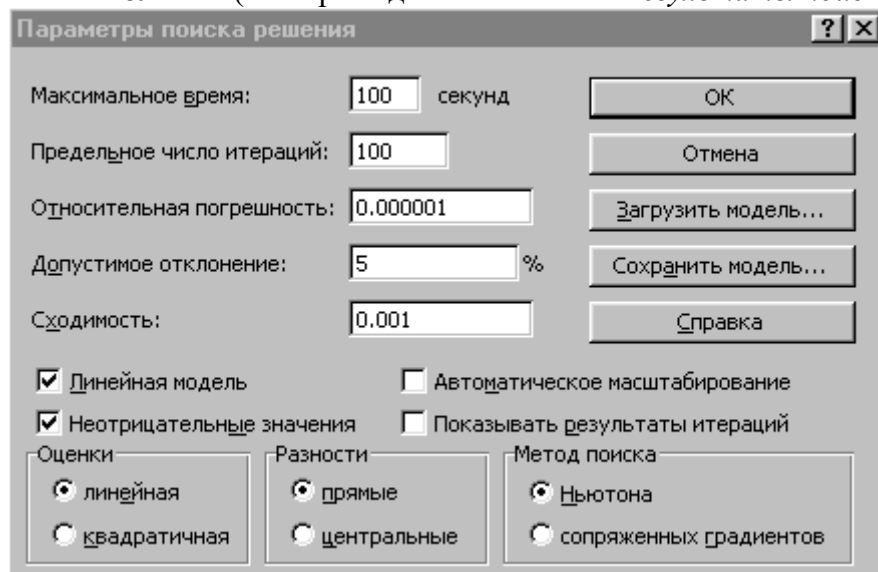 Параметры поиска решения
Максимальное время: 100 секунд OK
Предельное число итераций: 100 Отмена
Относительная погрешность: 0.000001 Загрузить модель...
Допустимое отклонение: 5 % Сохранить модель...
Сходимость: 0.001 Справка
Линейная модель Автоматическое масштабирование
Неотрицательные значения Показывать результаты итераций
Оценки Разности Метод поиска
линейная прямые Ньютона
квадратичная центральные сопряженных градиентов